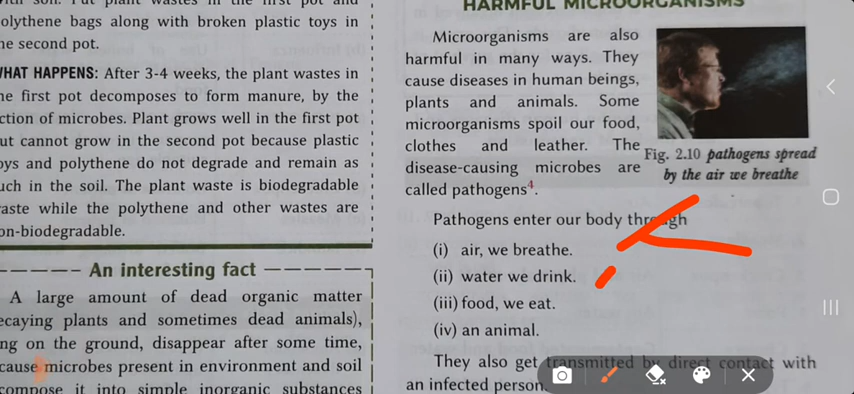 olythene bags along with broken plastic toys in
he second pot.
WHAT HAPPENS: After 3-4 weeks, the plant wastes in
he first pot decomposes to form manure, by the
ction of microbes. Plant grows well in the first pot
ut cannot grow in the second pot because plastic
oys and polythene do not degrade and remain as
uch in the soil. The plant waste is biodegradable
aste while the polythene and other wastes are
on-biodegradable.
An interesting fact
A large amount of dead organic matter
ecaying plants and sometimes dead animals),
ng on the ground, disappear after some time,
cause microbes present in environment and soil
compose it into simple inorganic substances
HARMFUL MICROORGANISMS
Microorganisms are also
harmful in many ways. They
cause diseases in human beings,
plants and animals. Some
microorganisms spoil our food,
clothes and leather. The
disease-causing microbes are
called pathogens⁴.
Fig. 2.10 pathogens spread
by the air we breathe
Pathogens enter our body through
(i) air, we breathe.
(ii) water we drink.
(iii) food, we eat.
(iv) an animal.
They also get transmitted by direct contact with
an infected person.